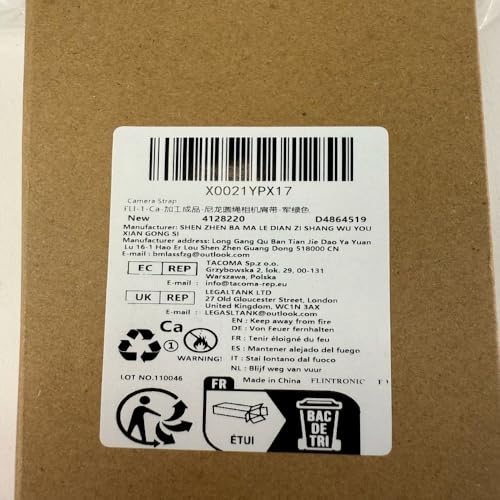 X0021YPX17
Camera Strap
FLI-1-Ca-加工成品-尼龙圆绳相机肩带-军绿色
New 4128220 D4864519
Manufacturer: SHEN ZHEN BA MA LE DIAN ZI SHANG WU YOU
XIAN GONG SI
Manufacturer address: Long Gang Qu Ban Tian Jie Dao Ya Yuan
Lu 16-1 Hao Er Lou Shen Zhen Guang Dong 518000 CN
E-mail : bmlassfzg@outlook.com
EC REP TACOMA Sp.z o.o.
Grzybowska 2, lok. 29, 00-131
Warszawa, Polska
E-mail : info@tacoma-rep.eu
UK REP LEGALTANK LTD
27 Old Gloucester Street, London
United Kingdom, WC1N 3AX
E-mail : LEGASLTANK@outlook.com
Ca
1
WARNING!
EN : Keep away from fire
DE : Von Feuer fernhalten
FR : Tenir éloigné du feu
ES : Mantener alejado del fuego
IT : Stai lontano dal fuoco
NL : Blijf weg van vuur
LOT NO.110046
Made in China FLINTRONIC
FR
ÉTUI
BAC
DE
TRI